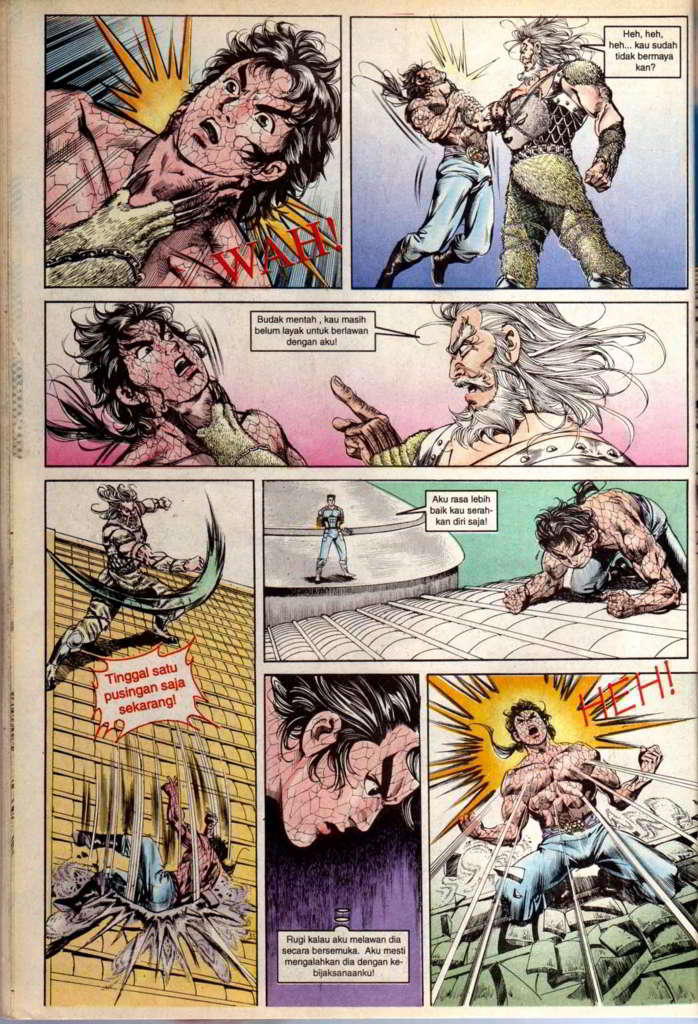 WAH!
Heh, heh,
heh... kau sudah
tidak bermaya
kan?
Budak mentah , kau masih
belum layak untuk berlawan
dengan aku!
Tinggal satu
pusingan saja
sekarang!
Aku rasa lebih
baik kau serah-
kan diri saja!
Rugi kalau aku melawan dia
secara bersemuka. Aku mesti
mengalahkan dia dengan ke-
bijaksanaanku!
HEH!